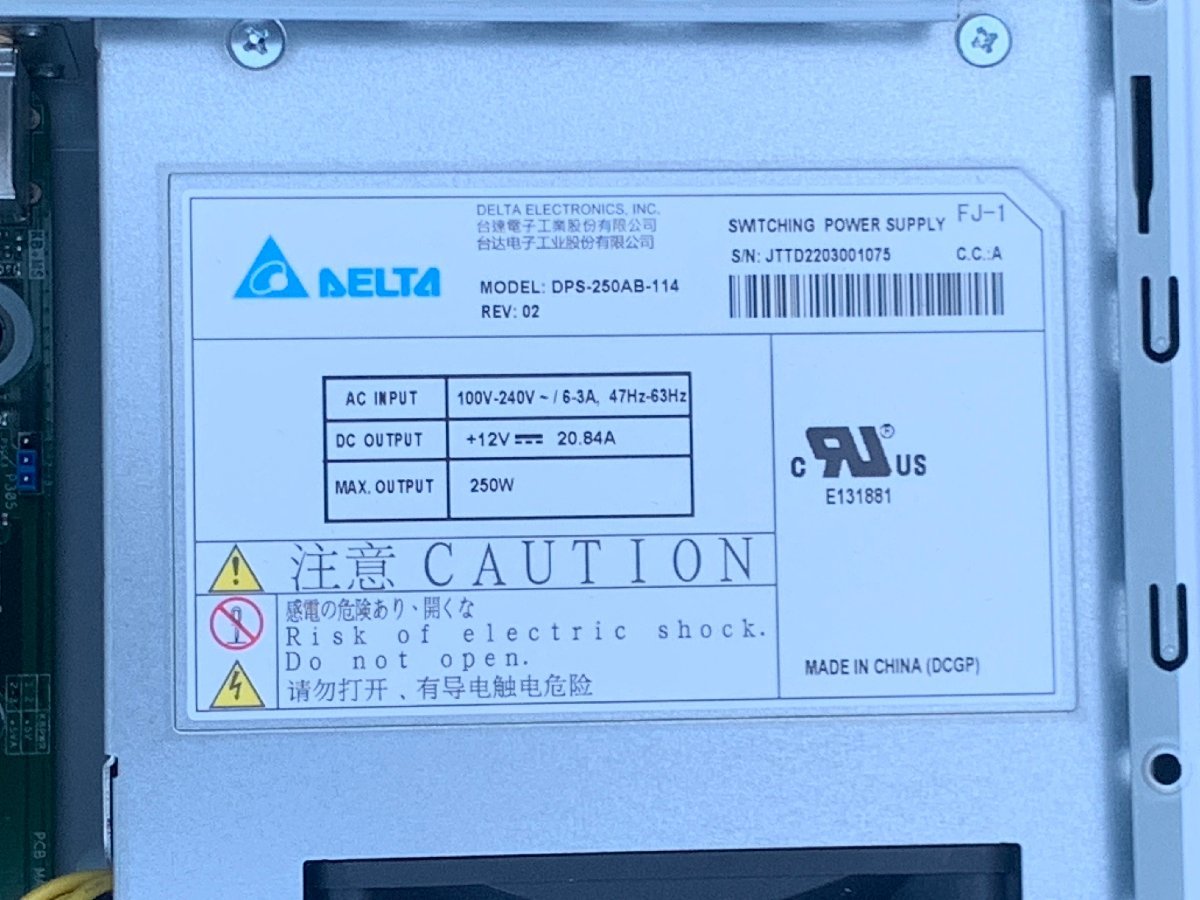 DELTA ELECTRONICS, INC.
台達電子工業股份有限公司
台达电子工业股份有限公司
SWITCHING POWER SUPPLY
FJ-1
S/N: JTTD2203001075
C.C.:A
DELTA
MODEL: DPS-250AB-114
REV: 02
AC INPUT 100V-240V ~ / 6-3A, 47Hz-63Hz
DC OUTPUT +12V ⎓ 20.84A
MAX. OUTPUT 250W
C RU ® US
E131881
注意 CAUTION
感電の危険あり、開くな
Risk of electric shock.
Do not open.
请勿打开、有导电触电危险
MADE IN CHINA (DCGP)
P305
PCB